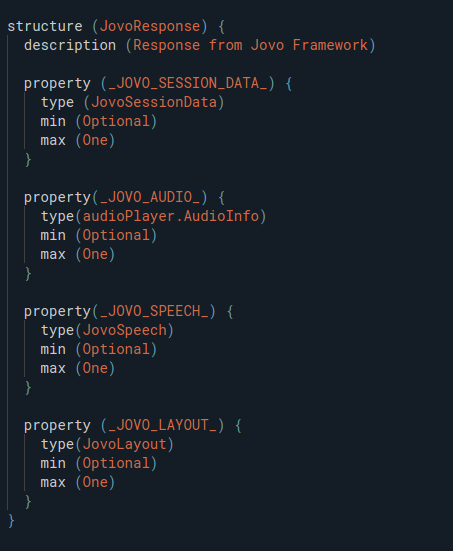 structure (JovoResponse) {
description (Response from Jovo Framework)
property (_JOVO_SESSION_DATA_) {
type (JovoSessionData)
min (Optional)
max (One)
}
property(_JOVO_AUDIO_) {
type(audioPlayer.AudioInfo)
min (Optional)
max (One)
}
property(_JOVO_SPEECH_) {
type(JovoSpeech)
min (Optional)
max (One)
}
property (_JOVO_LAYOUT_) {
type(JovoLayout)
min (Optional)
max (One)
}
}